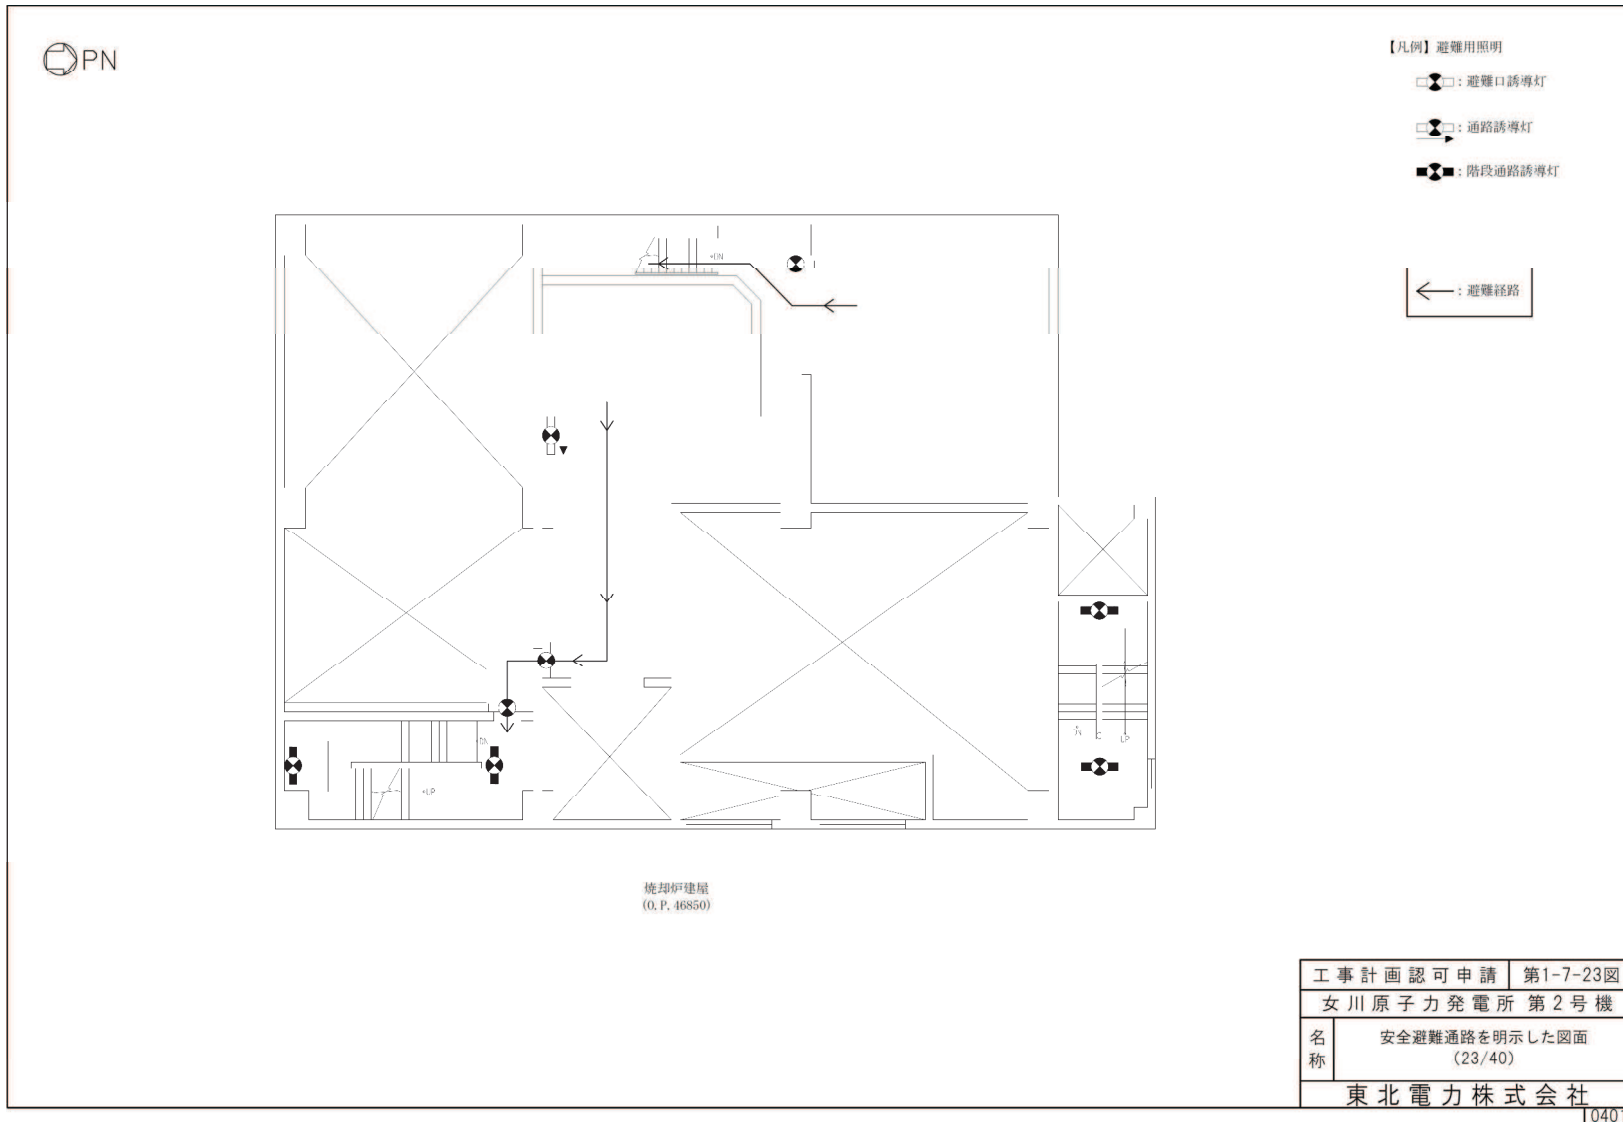 PN
【凡例】避難用照明
：避難口誘導灯
：通路誘導灯
：階段通路誘導灯
：避難経路
DN
DN
UP
UP
焼却炉建屋
(O.P.46850)
工事計画認可申請 第1-7-23図
女川原子力発電所 第2号機
名称 安全避難通路を明示した図面
(23/40)
東北電力株式会社